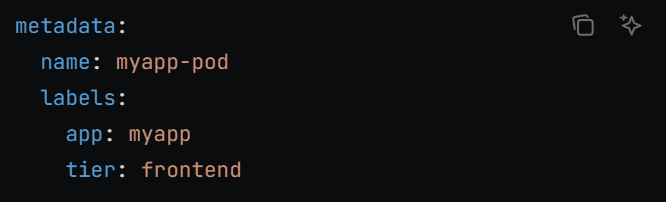 metadata:
  name: myapp-pod
  labels:
    app: myapp
    tier: frontend